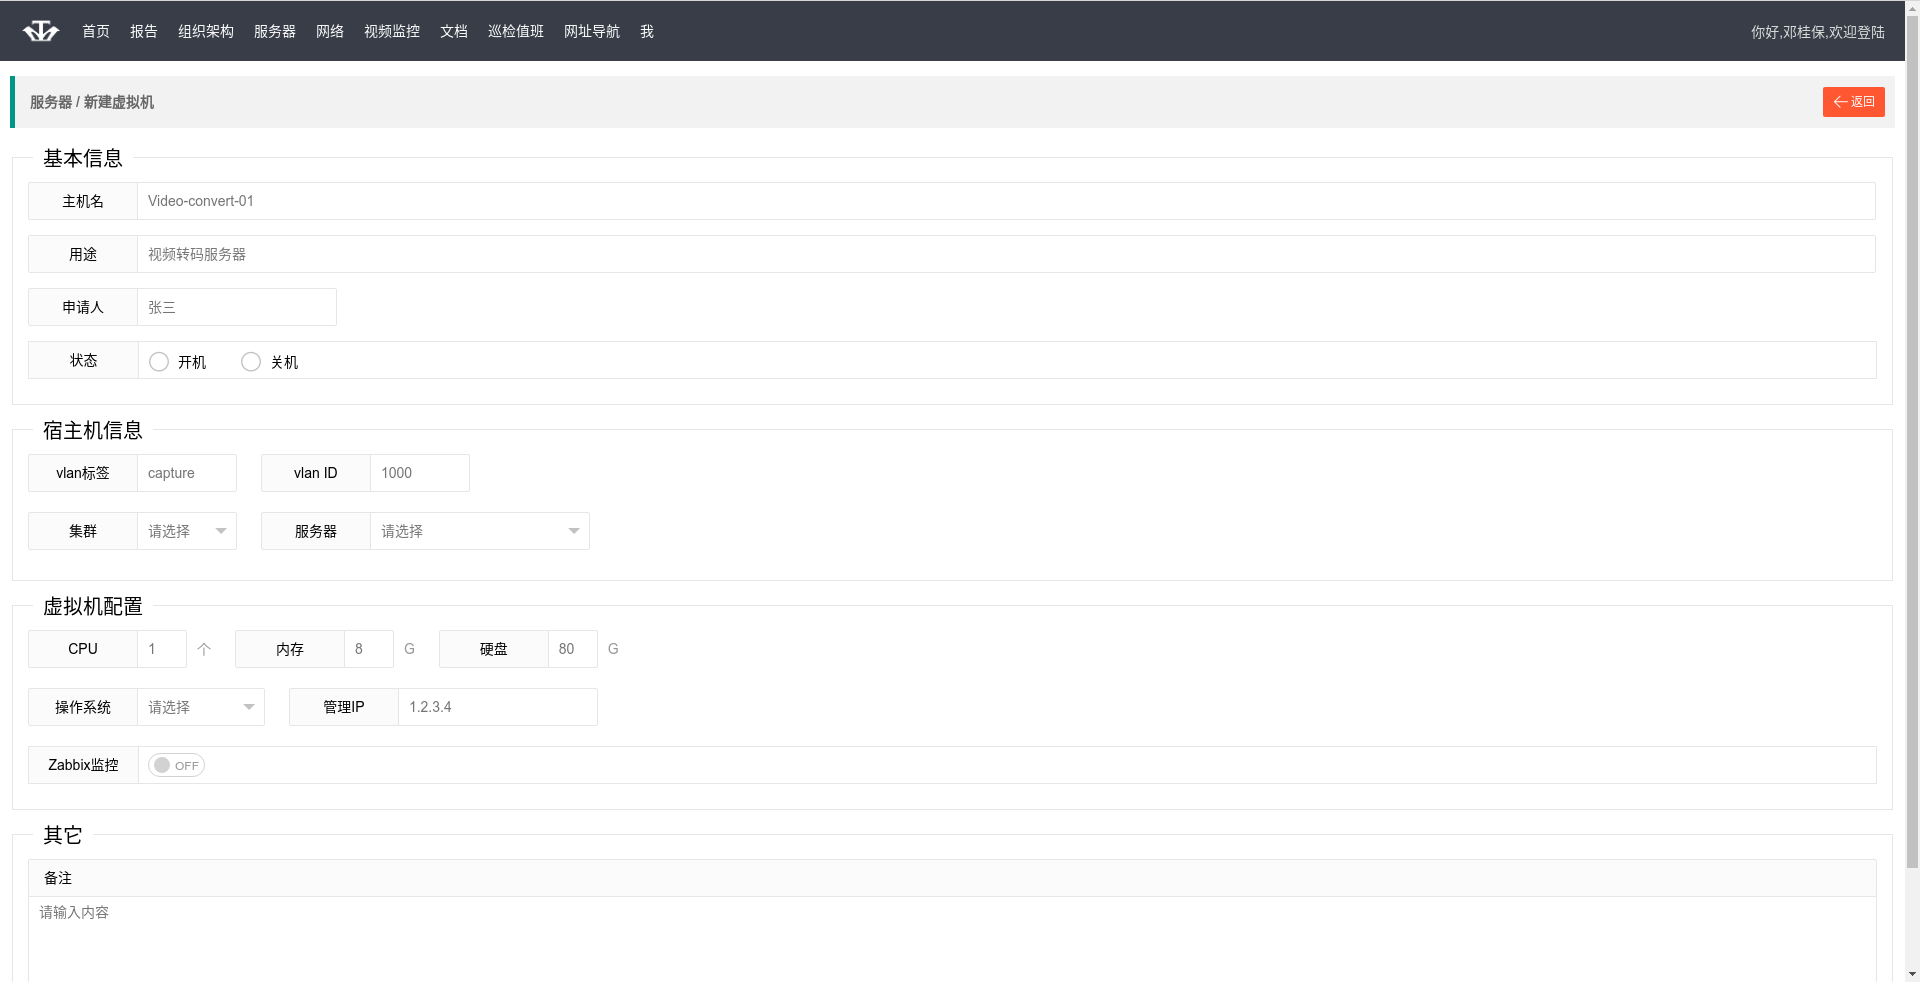 首页 报告 组织架构 服务器 网络 视频监控 文档 巡检值班 网址导航 我 你好,邓桂保,欢迎登陆
服务器 / 新建虚拟机 返回
基本信息
主机名 Video-convert-01
用途 视频转码服务器
申请人 张三
状态 开机 关机
宿主机信息
vlan标签 capture vlan ID 1000
集群 请选择 服务器 请选择
虚拟机配置
CPU 1 个 内存 8 G 硬盘 80 G
操作系统 请选择 管理IP 1.2.3.4
Zabbix监控 OFF
其它
备注
请输入内容